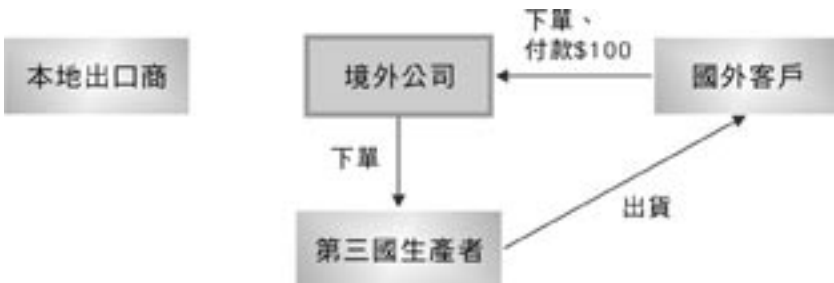 下單、
付款$100
本地出口商
境外公司
國外客戶
下單
出貨
第三國生產者